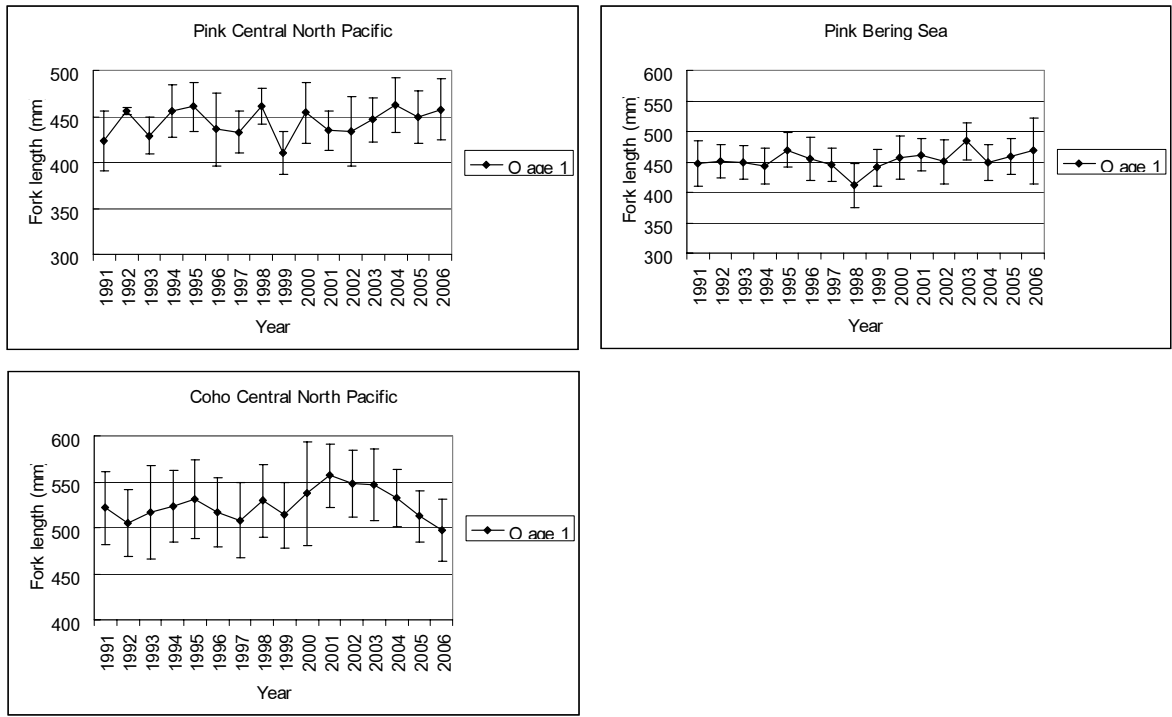 Pink Central North Pacific
500
450
400
350
300
Fork length (mm
1991 1992 1993 1994 1995 1996 1997 1998 1999 2000 2001 2002 2003 2004 2005 2006
Year
O age 1
Pink Bering Sea
600
550
500
450
400
350
300
Fork length (mm)
1991 1992 1993 1994 1995 1996 1997 1998 1999 2000 2001 2002 2003 2004 2005 2006
Year
O age 1
Coho Central North Pacific
600
550
500
450
400
Fork length (mm)
1991 1992 1993 1994 1995 1996 1997 1998 1999 2000 2001 2002 2003 2004 2005 2006
Year
O age 1